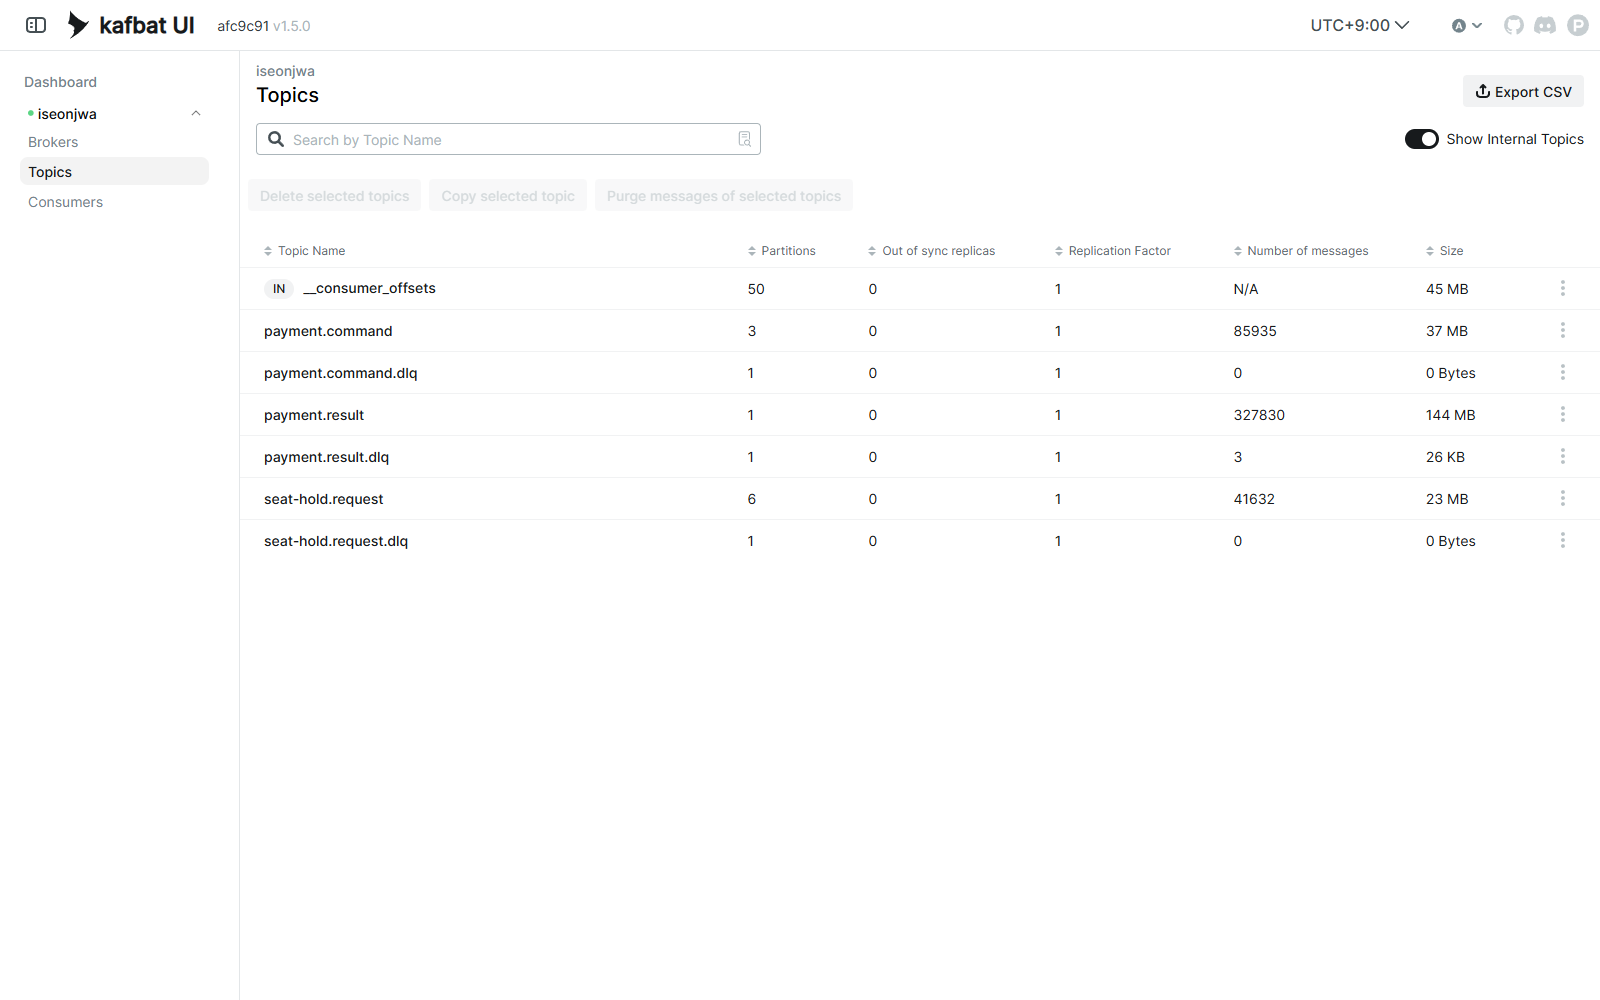 kafbat UI afc9c91 v1.5.0 UTC+9:00 A P
Dashboard
iseonjwa
Brokers
Topics
Consumers
iseonjwa
Topics
Export CSV
Search by Topic Name
Show Internal Topics
Delete selected topics Copy selected topic Purge messages of selected topics
Topic Name Partitions Out of sync replicas Replication Factor Number of messages Size
IN __consumer_offsets 50 0 1 N/A 45 MB
payment.command 3 0 1 85935 37 MB
payment.command.dlq 1 0 1 0 0 Bytes
payment.result 1 0 1 327830 144 MB
payment.result.dlq 1 0 1 3 26 KB
seat-hold.request 6 0 1 41632 23 MB
seat-hold.request.dlq 1 0 1 0 0 Bytes